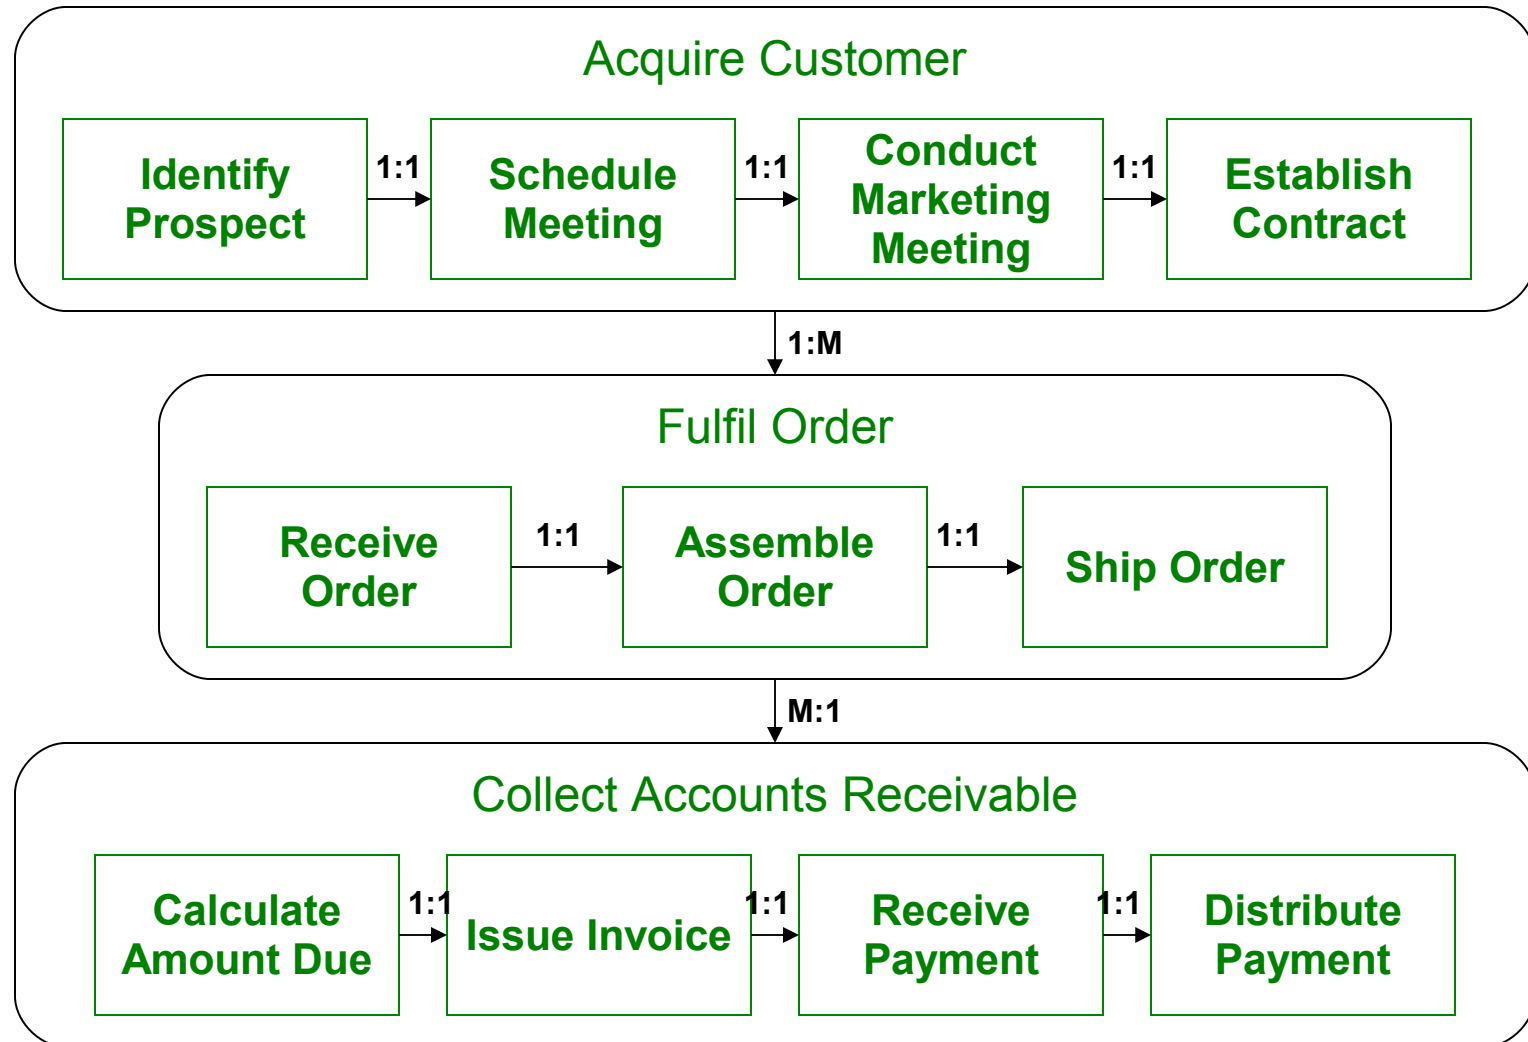 Acquire Customer
Identify
Prospect
1:1
Schedule
Meeting
1:1
Conduct
Marketing
Meeting
1:1
Establish
Contract
1:M
Fulfil Order
Receive
Order
1:1
Assemble
Order
1:1
Ship Order
M:1
Collect Accounts Receivable
Calculate
Amount Due
1:1
Issue Invoice
1:1
Receive
Payment
1:1
Distribute
Payment